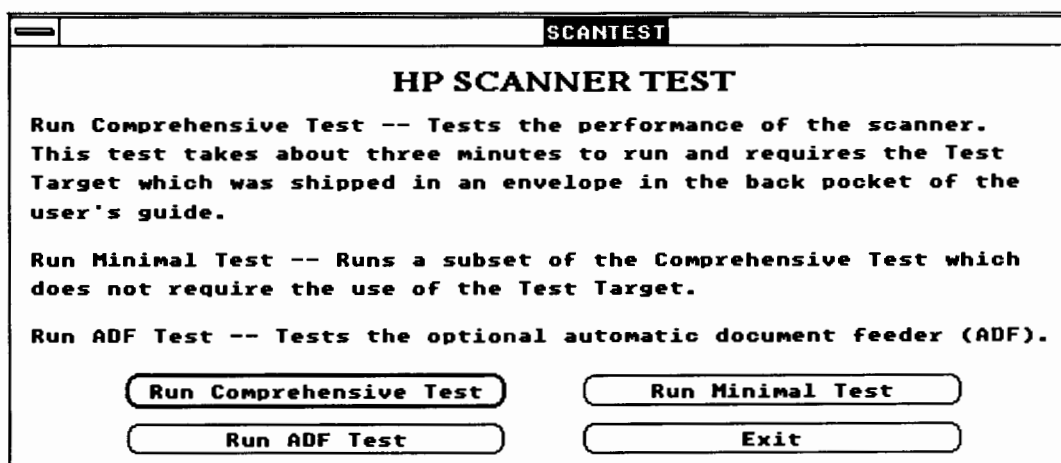 SCANTEST
HP SCANNER TEST
Run Comprehensive Test -- Tests the performance of the scanner.
This test takes about three minutes to run and requires the Test
Target which was shipped in an envelope in the back pocket of the
user's guide.
Run Minimal Test -- Runs a subset of the Comprehensive Test which
does not require the use of the Test Target.
Run ADF Test -- Tests the optional automatic document feeder (ADF).
Run Comprehensive Test
Run Minimal Test
Run ADF Test
Exit